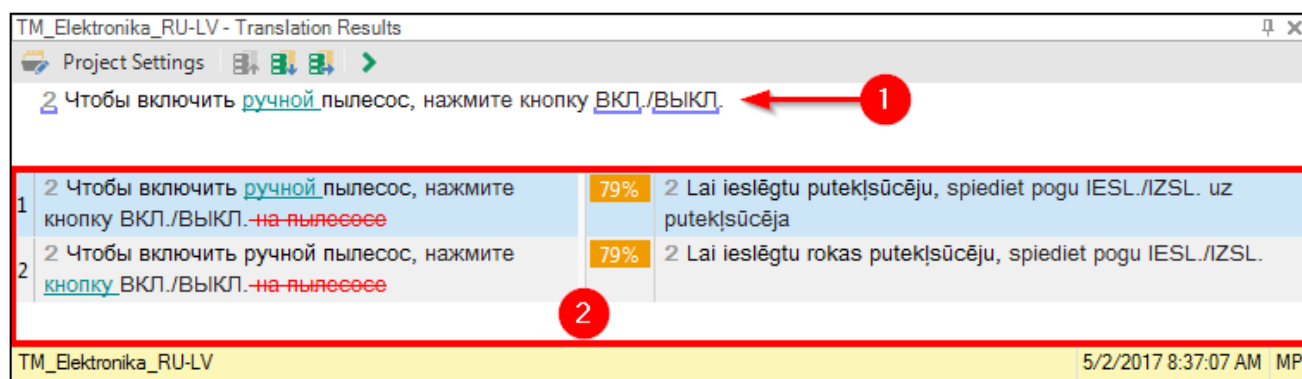 TM_Elektronika_RU-LV - Translation Results
Project Settings
2 Чтобы включить ручной пылесос, нажмите кнопку ВКЛ./ВЫКЛ.
1
1 2 Чтобы включить ручной пылесос, нажмите 79% 2 Lai ieslēgtu putekļsūcēju, spiediet pogu IESL./IZSL. uz
кнопку ВКЛ./ВЫКЛ. на пылесосе putekļsūcēja
2 2 Чтобы включить ручной пылесос, нажмите 79% 2 Lai ieslēgtu rokas putekļsūcēju, spiediet pogu IESL./IZSL.
кнопку ВКЛ./ВЫКЛ. на пылесосе
2
TM_Elektronika_RU-LV 5/2/2017 8:37:07 AM MP